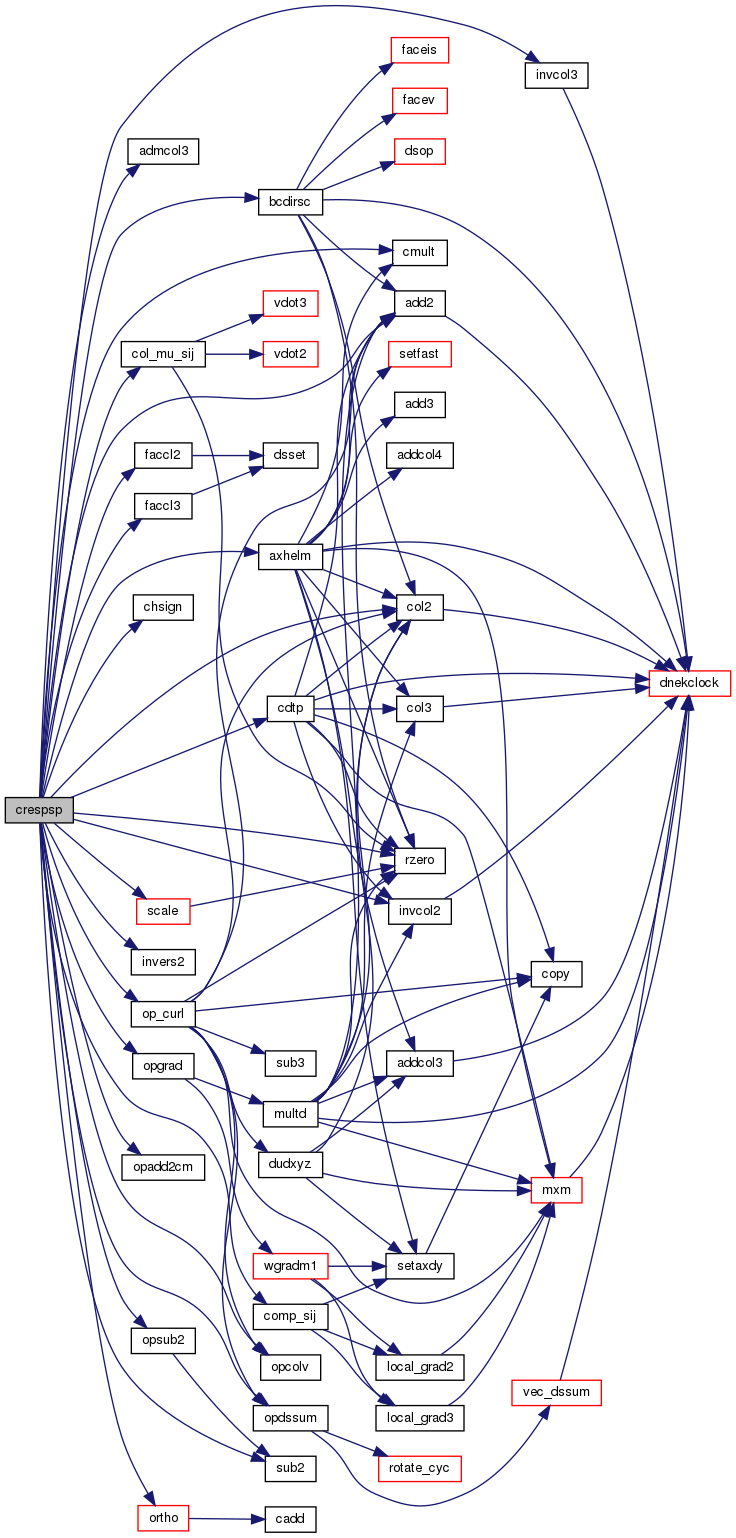 faceis
invcol3
facev
admcol3
dsop
bcdirsc
cmult
vdot3
add2
col_mu_sij
vdot2
setfast
add3
faccl2
dsset
addcol4
faccl3
axhelm
chsign
col2
dnekclock
cdtp
col3
crespsp
rzero
scale
invcol2
invers2
copy
op_curl
sub3
addcol3
opgrad
multd
opadd2cm
dudxyz
mxm
wgradm1
setaxdy
comp_sij
opsub2
opcolv
local_grad2
vec_dssum
opdssum
local_grad3
sub2
rotate_cyc
ortho
cadd